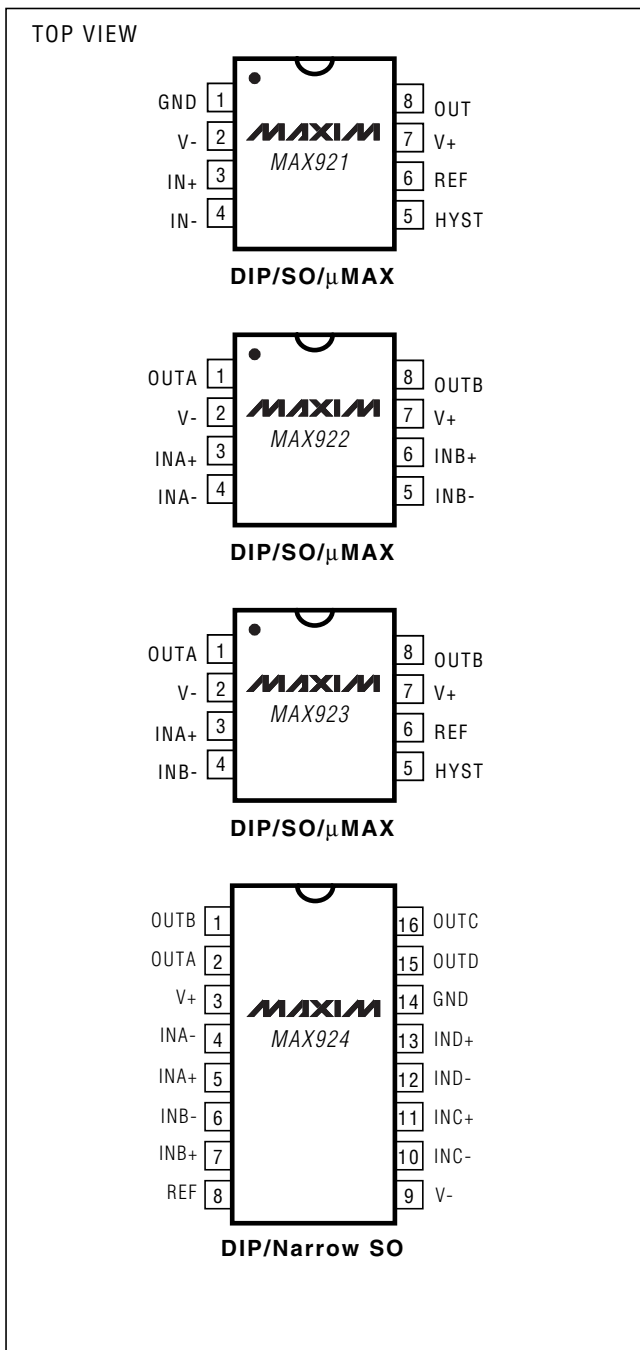 TOP VIEW
GND 1 8 OUT
V- 2 MAXIM 7 V+
MAX921
IN+ 3 6 REF
IN- 4 5 HYST
DIP/SO/μMAX
OUTA 1 8 OUTB
V- 2 MAXIM 7 V+
MAX922
INA+ 3 6 INB+
INA- 4 5 INB-
DIP/SO/μMAX
OUTA 1 8 OUTB
V- 2 MAXIM 7 V+
MAX923
INA+ 3 6 REF
INB- 4 5 HYST
DIP/SO/μMAX
OUTB 1 16 OUTC
OUTA 2 15 OUTD
V+ 3 MAXIM 14 GND
INA- 4 MAX924 13 IND+
INA+ 5 12 IND-
INB- 6 11 INC+
INB+ 7 10 INC-
REF 8 9 V-
DIP/Narrow SO